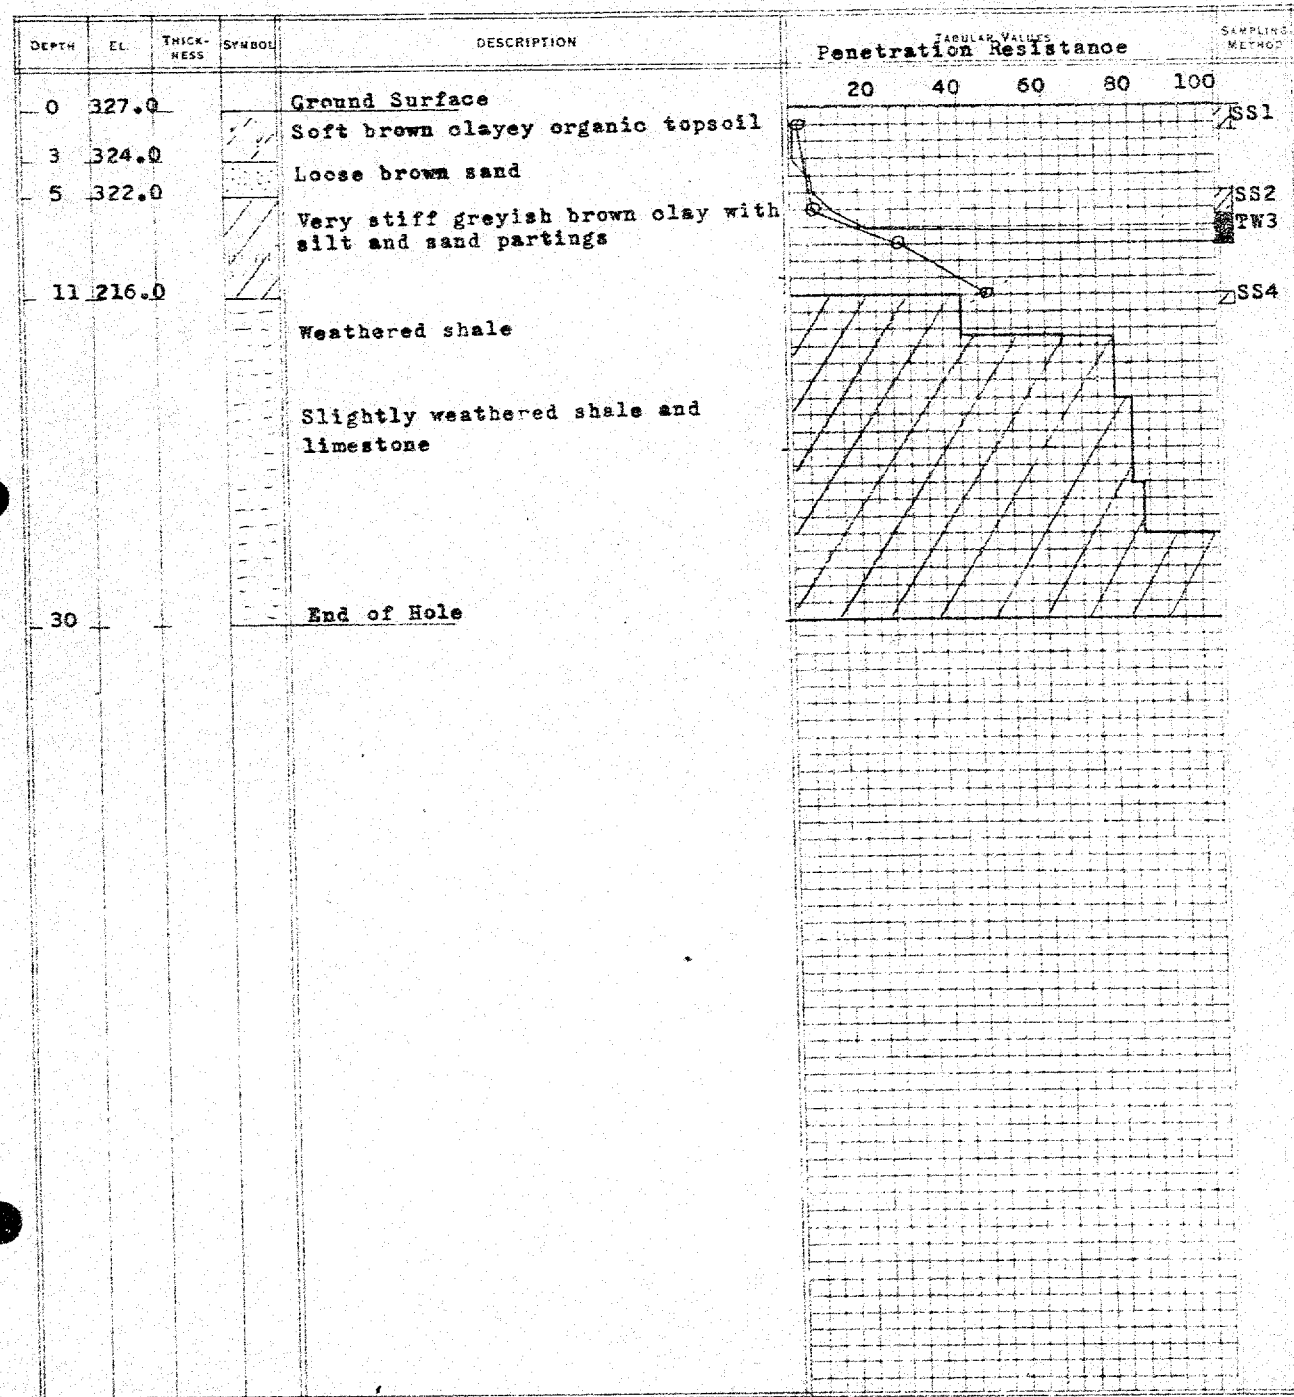 DEPTH EL. THICK-NESS SYMBOL DESCRIPTION TABULAR VALUES SAMPLING METHOD
Penetration Resistance
20 40 60 80 100
0 327.0 Ground Surface SS1
Soft brown clayey organic topsoil
3 324.0
Loose brown sand
5 322.0 SS2
Very stiff greyish brown clay with TW3
silt and sand partings
11 216.0 SS4
Weathered shale
Slightly weathered shale and
limestone
30 End of Hole